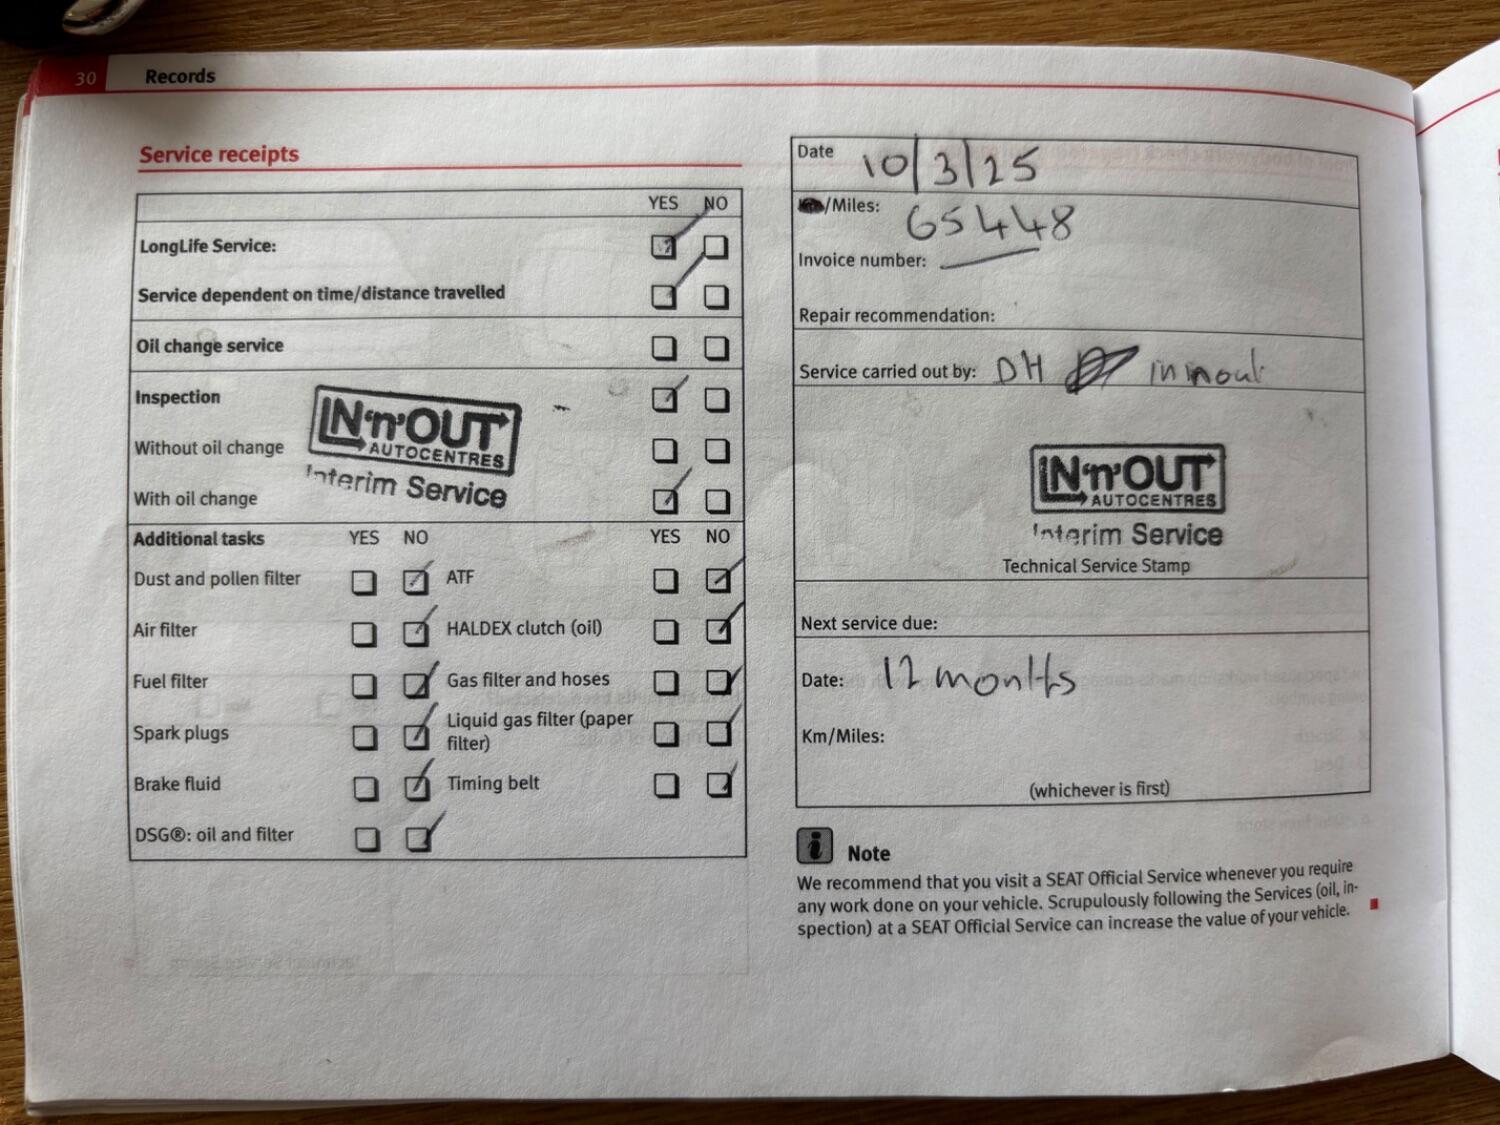 30 Records
Service receipts
YES NO
LongLife Service:
Service dependent on time/distance travelled
Oil change service
Inspection
Without oil change
With oil change
IN'n'OUT
AUTOCENTRES
Interim Service
Additional tasks YES NO YES NO
Dust and pollen filter ATF
Air filter HALDEX clutch (oil)
Fuel filter Gas filter and hoses
Spark plugs Liquid gas filter (paper
filter)
Brake fluid Timing belt
DSG®: oil and filter
Date 10/3/25
/Miles: 65448
Invoice number:
Repair recommendation:
Service carried out by: DH in n out
IN'n'OUT
AUTOCENTRES
Interim Service
Technical Service Stamp
Next service due:
Date: 12 months
Km/Miles:
(whichever is first)
Note
We recommend that you visit a SEAT Official Service whenever you require
any work done on your vehicle. Scrupulously following the Services (oil, in-
spection) at a SEAT Official Service can increase the value of your vehicle.